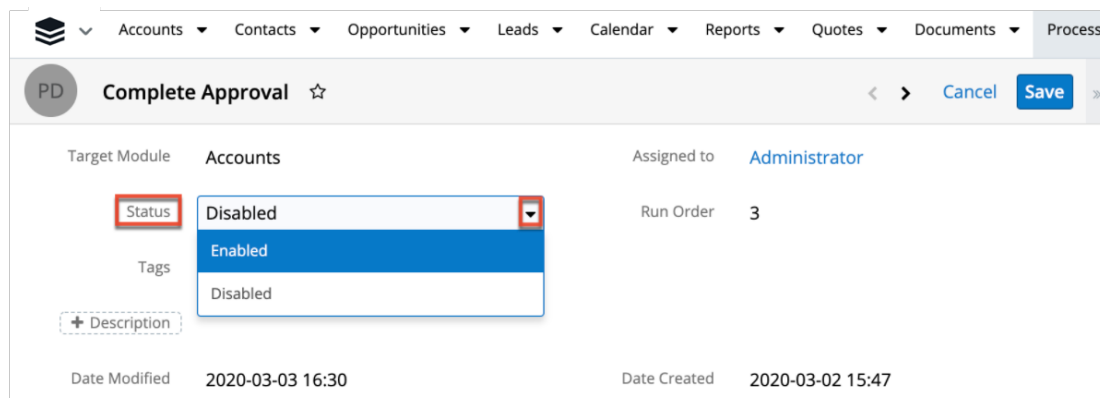 Accounts Contacts Opportunities Leads Calendar Reports Quotes Documents Process
PD Complete Approval Cancel Save
Target Module Accounts Assigned to Administrator
Status Disabled Run Order 3
Enabled
Tags
Disabled
+ Description
Date Modified 2020-03-03 16:30 Date Created 2020-03-02 15:47